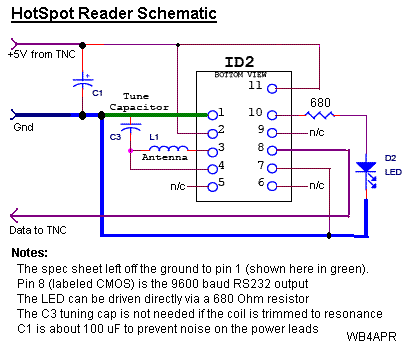 HotSpot Reader Schematic
+5V from TNC
ID2
BOTTOM VIEW
11
C1
Tune
Capacitor
680
1
10
Gnd
2
9
n/c
C3
L1
3
8
D2
LED
Antenna
4
7
n/c
5
6
n/c
Data to TNC
Notes:
The spec sheet left off the ground to pin 1 (shown here in green).
Pin 8 (labeled CMOS) is the 9600 baud RS232 output
The LED can be driven directly via a 680 Ohm resistor
The C3 tuning cap is not needed if the coil is trimmed to resonance
C1 is about 100 uF to prevent noise on the power leads
WB4APR